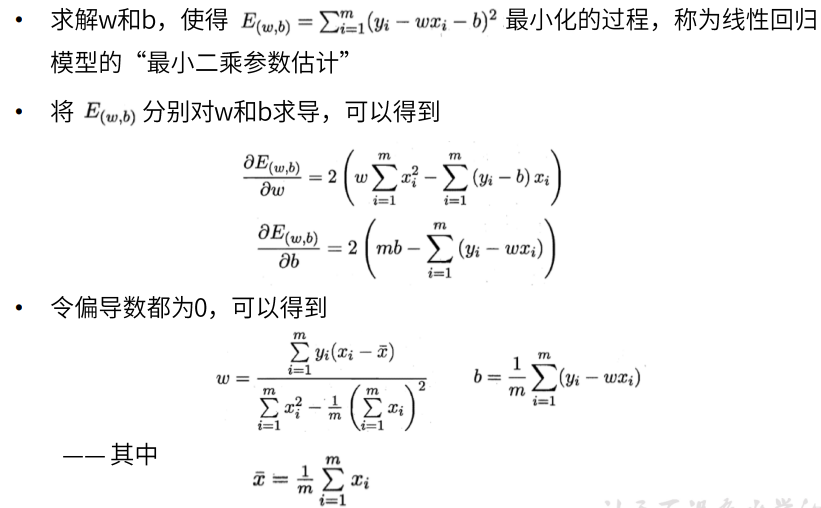 • 求解w和b，使得 E_{(w,b)} = \sum_{i=1}^{m}(y_i - wx_i - b)^2 最小化的过程，称为线性回归
模型的“最小二乘参数估计”
• 将 E_{(w,b)} 分别对w和b求导，可以得到
\frac{\partial E_{(w,b)}}{\partial w} = 2\left(w\sum_{i=1}^{m}x_i^2 - \sum_{i=1}^{m}(y_i - b)x_i\right)
\frac{\partial E_{(w,b)}}{\partial b} = 2\left(mb - \sum_{i=1}^{m}(y_i - wx_i)\right)
• 令偏导数都为0，可以得到
w = \frac{\sum_{i=1}^{m}y_i(x_i - \bar{x})}{\sum_{i=1}^{m}x_i^2 - \frac{1}{m}\left(\sum_{i=1}^{m}x_i\right)^2} b = \frac{1}{m}\sum_{i=1}^{m}(y_i - wx_i)
—— 其中
\bar{x} = \frac{1}{m}\sum_{i=1}^{m}x_i